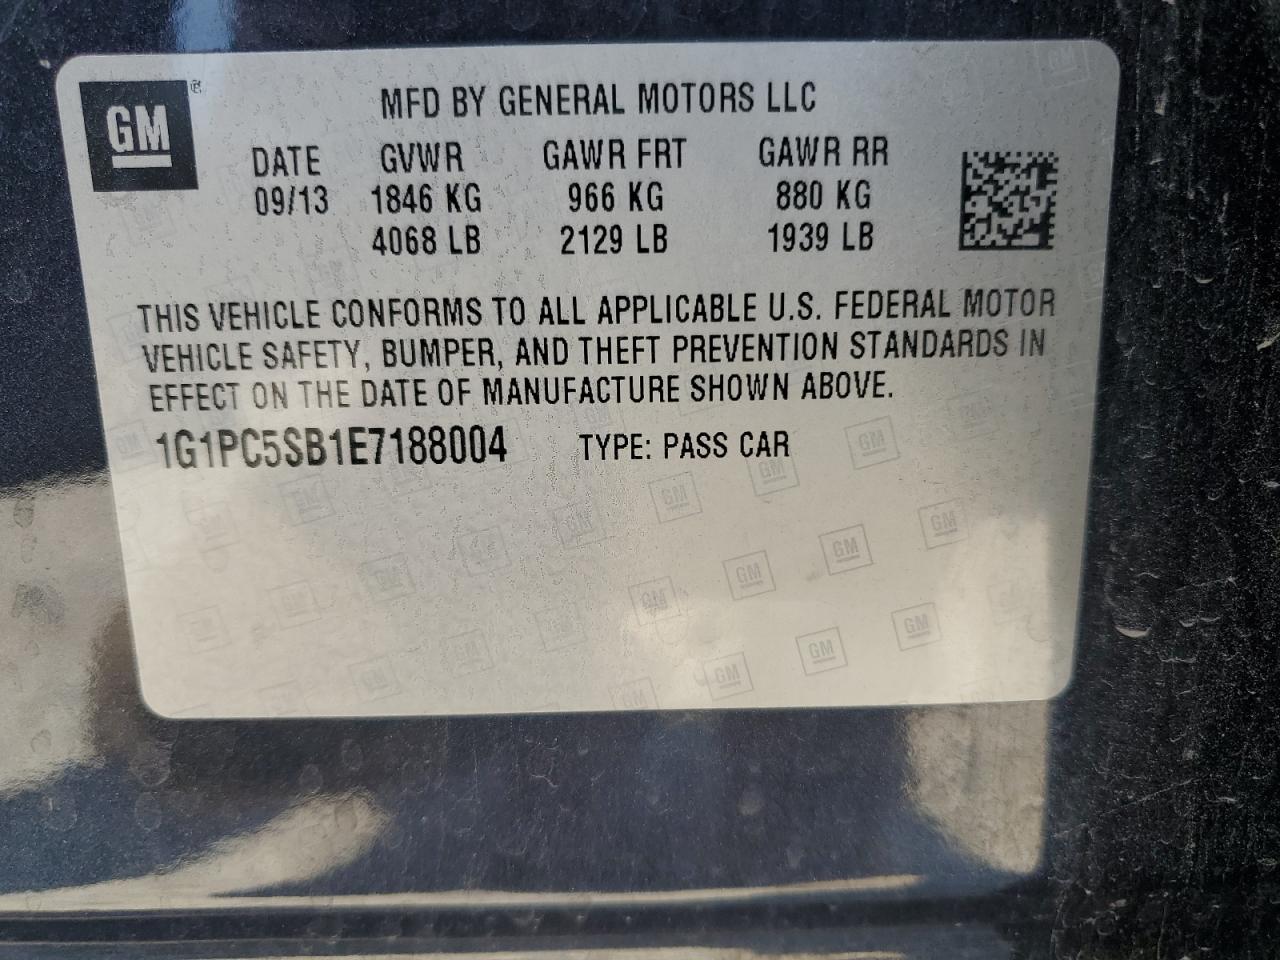 GM®
MFD BY GENERAL MOTORS LLC
DATE GVWR GAWR FRT GAWR RR
09/13 1846 KG 966 KG 880 KG
4068 LB 2129 LB 1939 LB
THIS VEHICLE CONFORMS TO ALL APPLICABLE U.S. FEDERAL MOTOR
VEHICLE SAFETY, BUMPER, AND THEFT PREVENTION STANDARDS IN
EFFECT ON THE DATE OF MANUFACTURE SHOWN ABOVE.
1G1PC5SB1E7188004 TYPE: PASS CAR